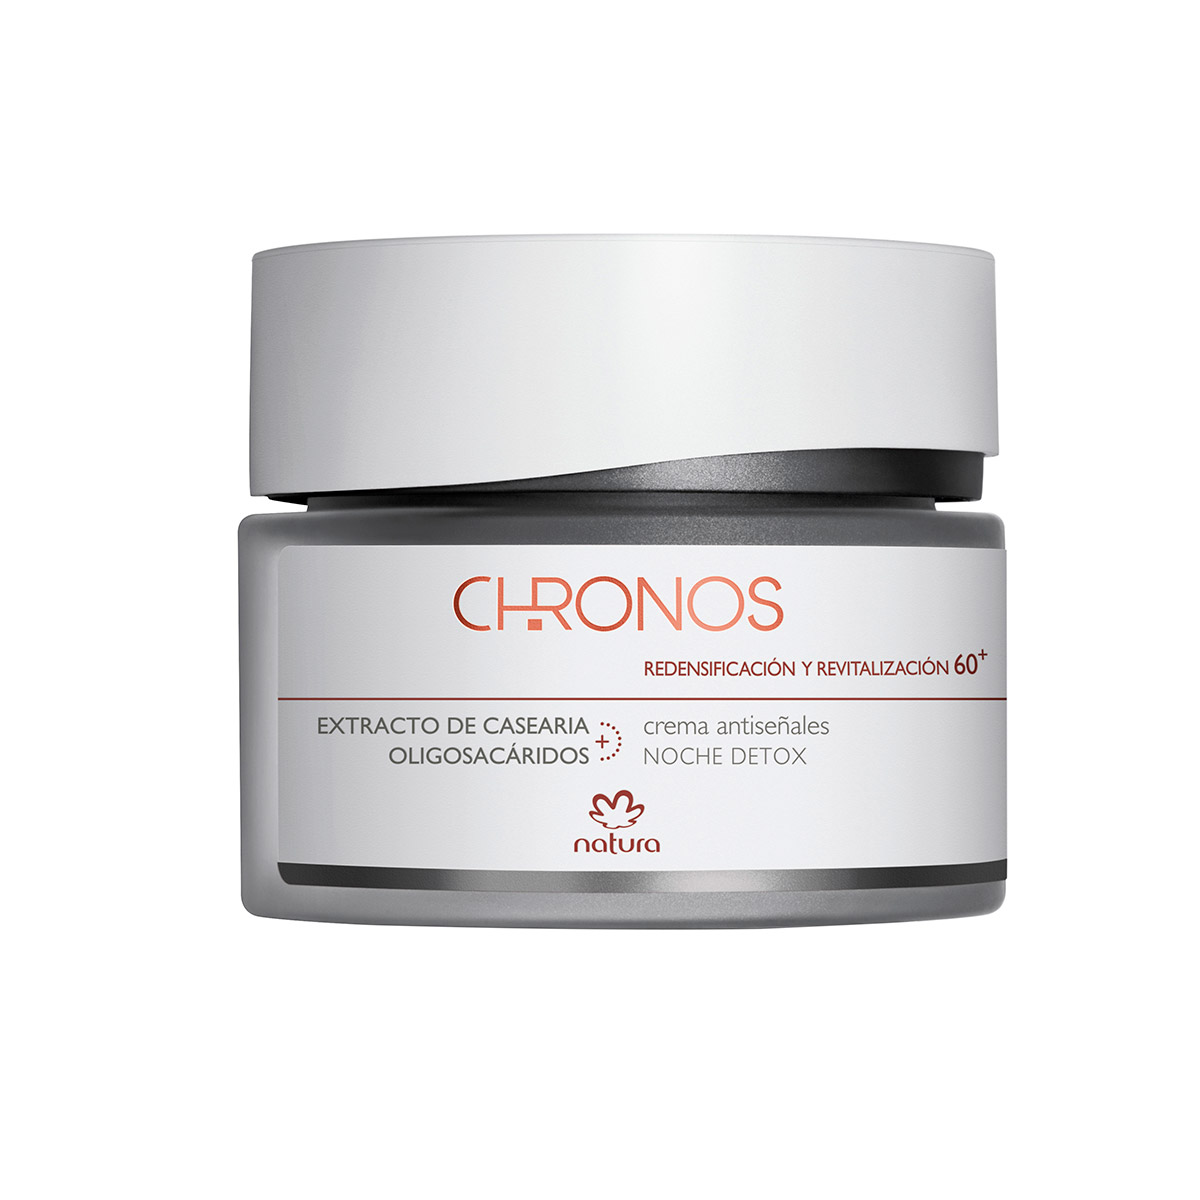 CHRONOS
REDENSIFICACIÓN Y REVITALIZACIÓN 60+
EXTRACTO DE CASEARIA
OLIGOSACÁRIDOS
+
crema antiseñales
NOCHE DETOX
natura